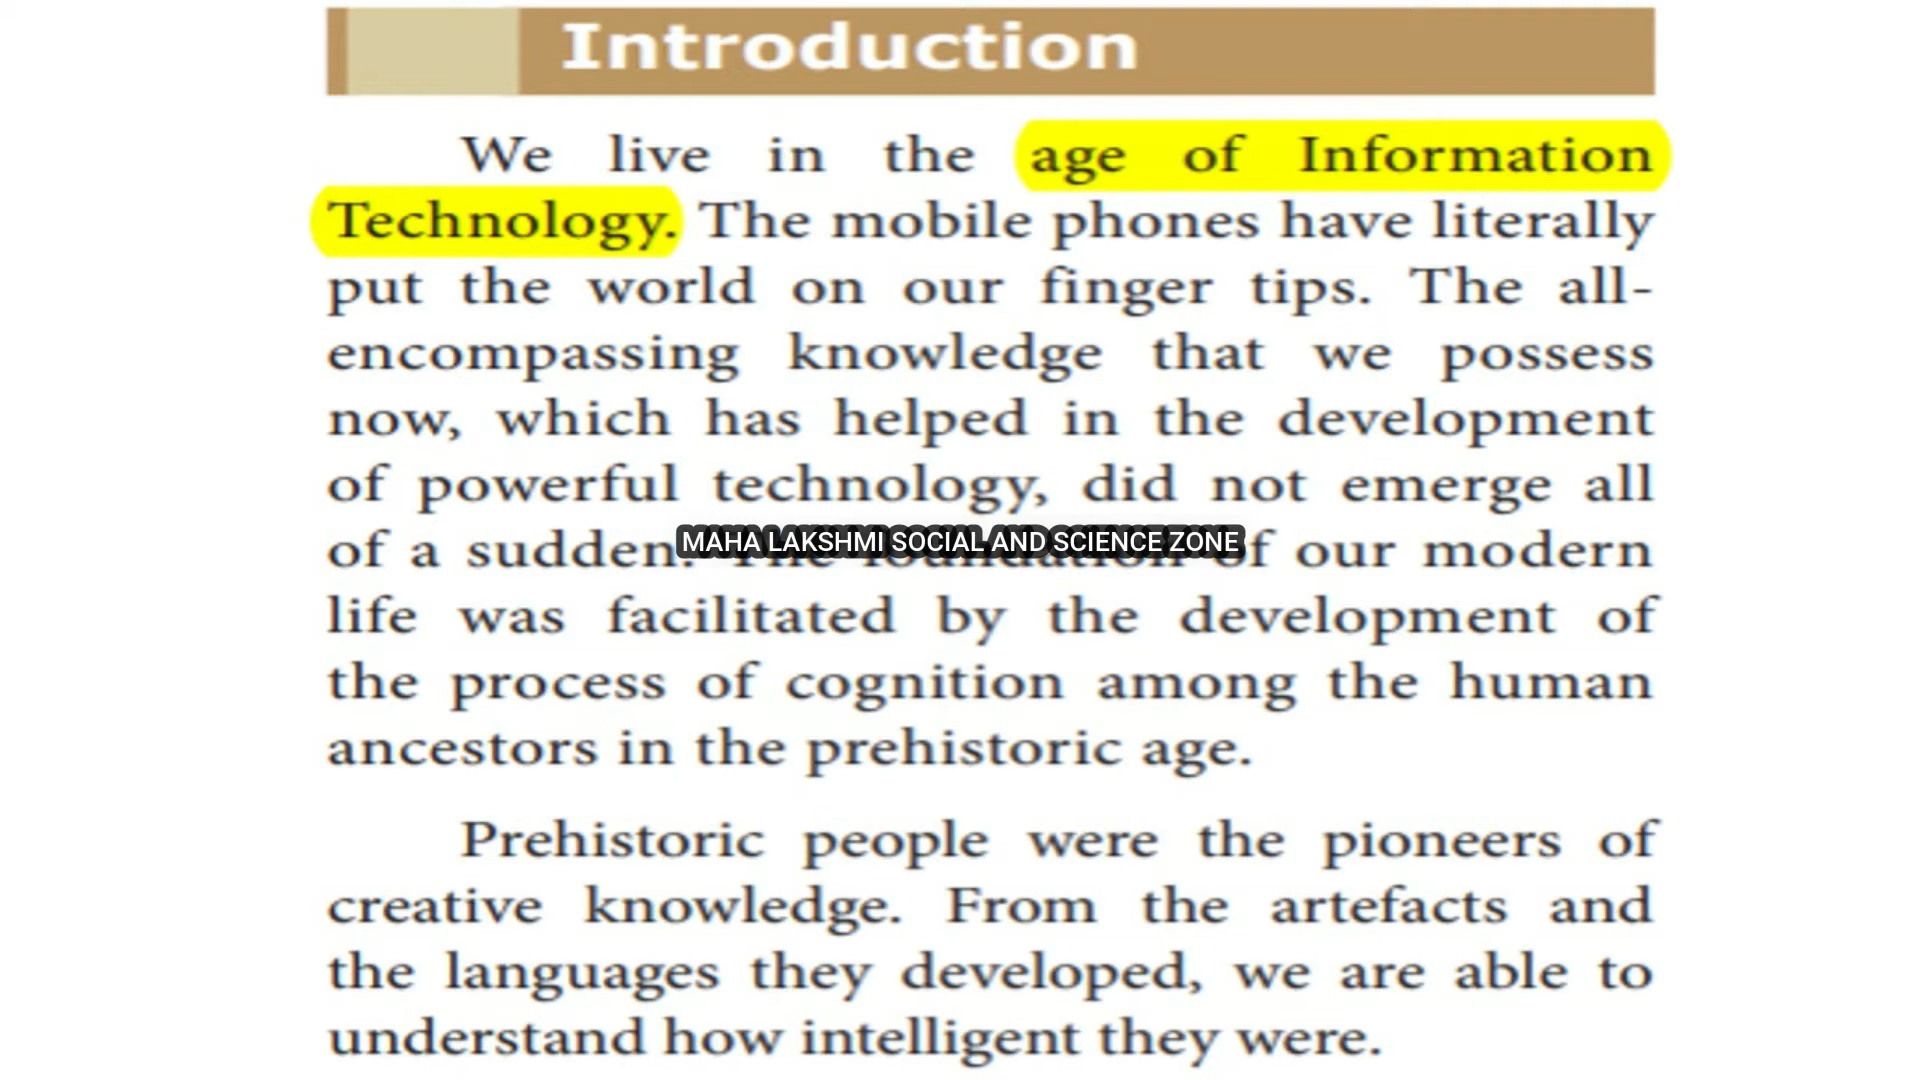 Introduction
We live in the age of Information
Technology. The mobile phones have literally
put the world on our finger tips. The all-
encompassing knowledge that we possess
now, which has helped in the development
of powerful technology, did not emerge all
of a sudden. The foundation of our modern
MAHA LAKSHMI SOCIAL AND SCIENCE ZONE
life was facilitated by the development of
the process of cognition among the human
ancestors in the prehistoric age.
Prehistoric people were the pioneers of
creative knowledge. From the artefacts and
the languages they developed, we are able to
understand how intelligent they were.